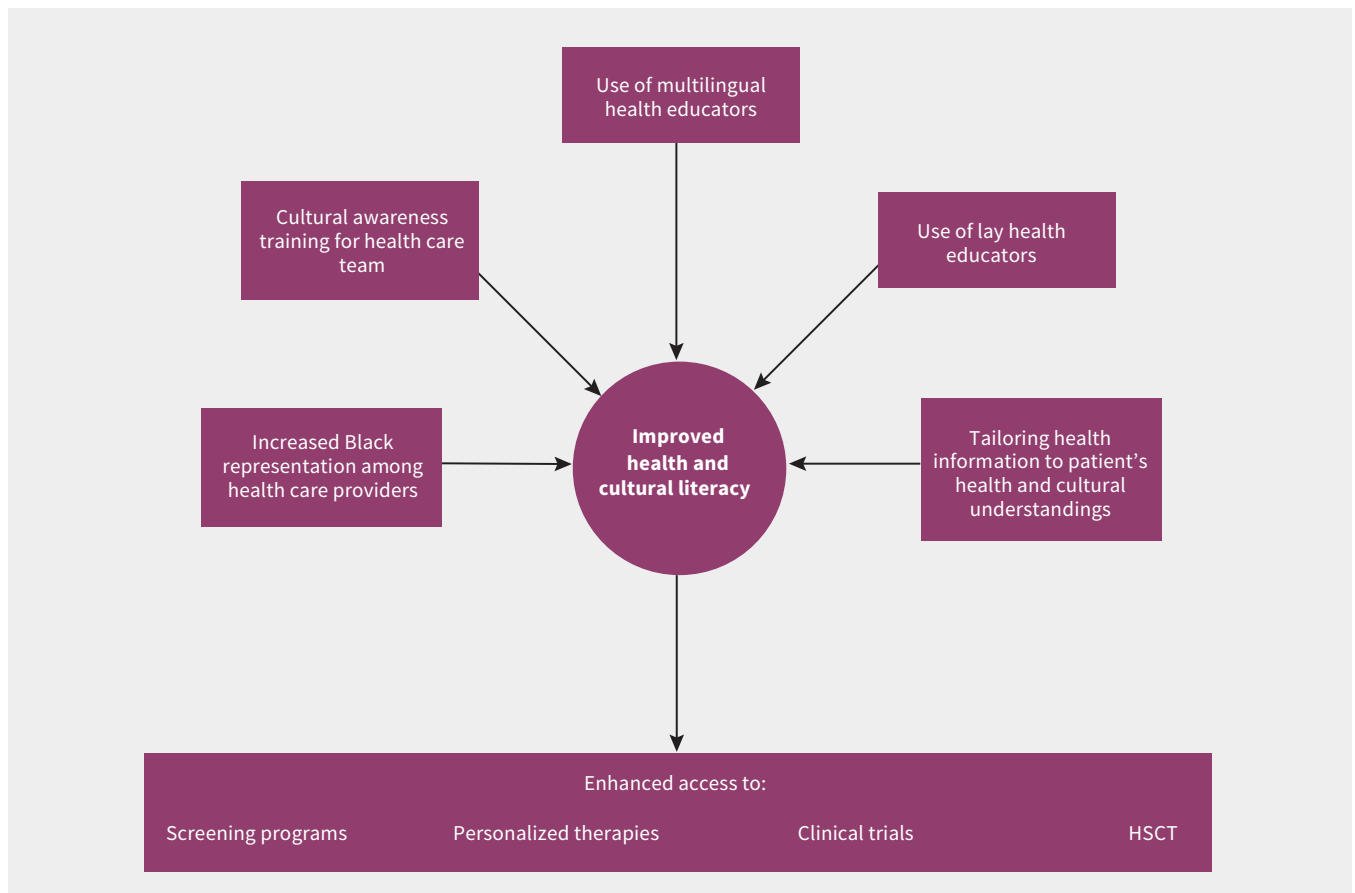 Use of multilingual
health educators
Cultural awareness
training for health care
team
Use of lay health
educators
Increased Black
representation among
health care providers
Improved
health and
cultural literacy
Tailoring health
information to patient’s
health and cultural
understandings
Enhanced access to:
Screening programs Personalized therapies Clinical trials HSCT